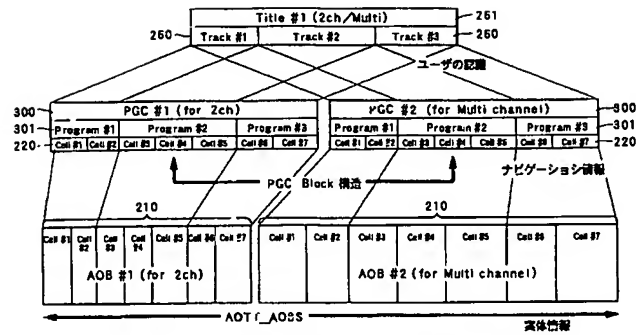 Title #1 (2ch/Multi)
261
260
Track #1
Track #2
Track #3
260
ユーザの認識
300
PGC #1 (for 2ch)
PGC #2 (for Multi channel)
300
301
Program #1
Program #2
Program #3
Program #1
Program #2
Program #3
301
220
Cell #1
Cell #2
Cell #3
Cell #4
Cell #5
Cell #6
Cell #7
Cell #1
Cell #2
Cell #3
Cell #4
Cell #5
Cell #6
Cell #7
220
PGC Block 構造
ナビゲーション情報
210
210
Cell #1
Cell #2
Cell #3
Cell #4
Cell #5
Cell #6
Cell #7
Cell #1
Cell #2
Cell #3
Cell #4
Cell #5
Cell #6
Cell #7
AOB #1 (for 2ch)
AOB #2 (for Multi channel)
AOTT_AOBS
実体情報